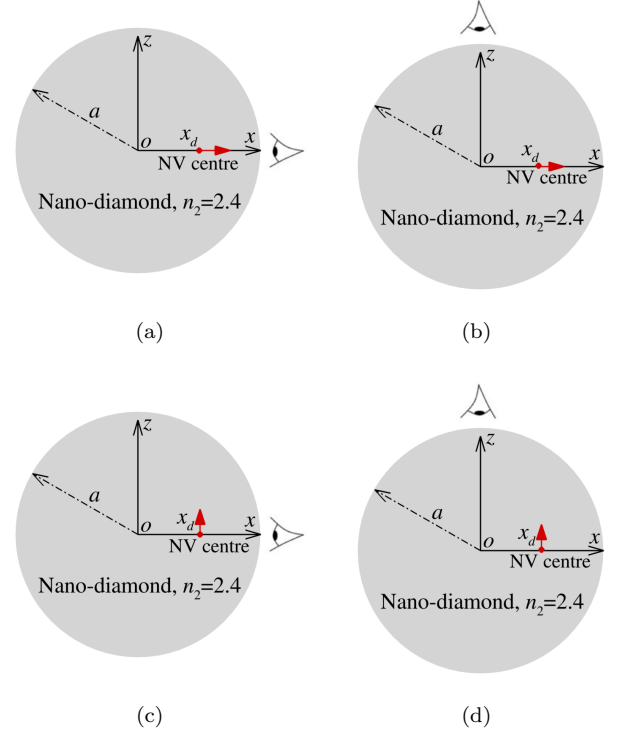 z
a
o
x_d
x
NV centre
Nano-diamond, n_2=2.4
(a)
z
a
o
x_d
x
NV centre
Nano-diamond, n_2=2.4
(b)
z
a
o
x_d
x
NV centre
Nano-diamond, n_2=2.4
(c)
z
a
o
x_d
x
NV centre
Nano-diamond, n_2=2.4
(d)